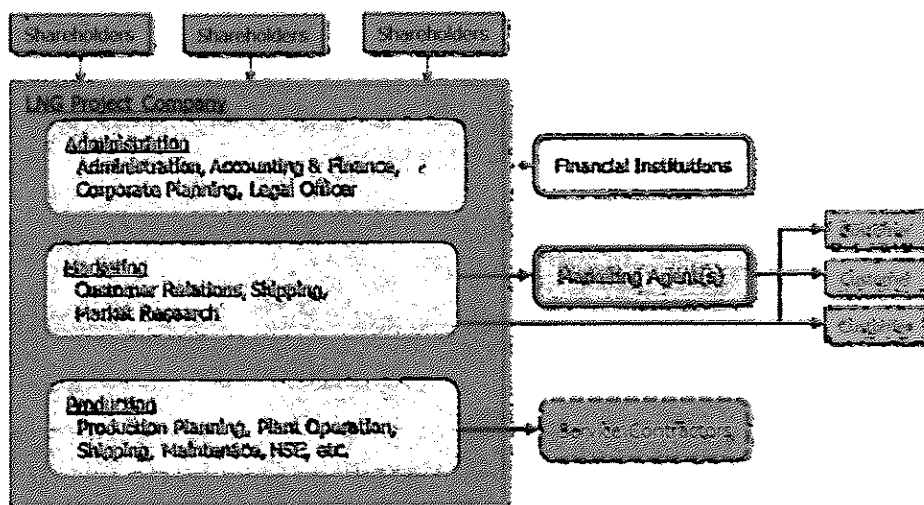 Shareholders Shareholders Shareholders
LNG Project Company
Administration
Administration, Accounting & Finance,
Corporate Planning, Legal Officer
Financial Institutions
Marketing
Customer Relations, Shipping,
Market Research
Marketing Agent(s)
Production
Production Planning, Plant Operation,
Shipping, Maintenace, HSE, etc.
Service Contractors